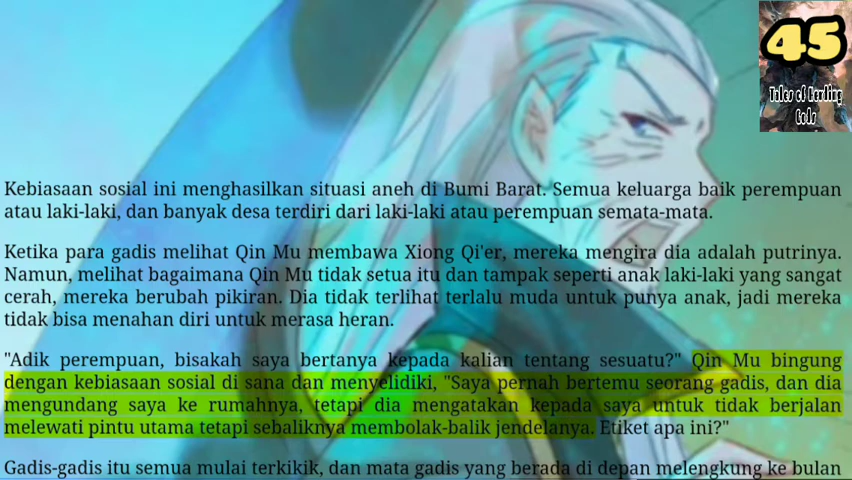 45
Tales of Herding
Gods
Kebiasaan sosial ini menghasilkan situasi aneh di Bumi Barat. Semua keluarga baik perempuan
atau laki-laki, dan banyak desa terdiri dari laki-laki atau perempuan semata-mata.
Ketika para gadis melihat Qin Mu membawa Xiong Qi'er, mereka mengira dia adalah putrinya.
Namun, melihat bagaimana Qin Mu tidak setua itu dan tampak seperti anak laki-laki yang sangat
cerah, mereka berubah pikiran. Dia tidak terlihat terlalu muda untuk punya anak, jadi mereka
tidak bisa menahan diri untuk merasa heran.
"Adik perempuan, bisakah saya bertanya kepada kalian tentang sesuatu?" Qin Mu bingung
dengan kebiasaan sosial di sana dan menyelidiki, "Saya pernah bertemu seorang gadis, dan dia
mengundang saya ke rumahnya, tetapi dia mengatakan kepada saya untuk tidak berjalan
melewati pintu utama tetapi sebaliknya membolak-balik jendelanya. Etiket apa ini?"
Gadis-gadis itu semua mulai terkikik, dan mata gadis yang berada di depan melengkung ke bulan